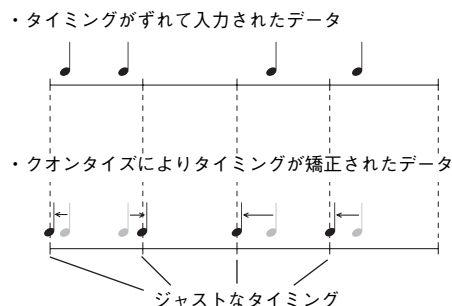 ・タイミングがずれて入力されたデータ
・クオンタイズによりタイミングが矯正されたデータ
ジャストなタイミング